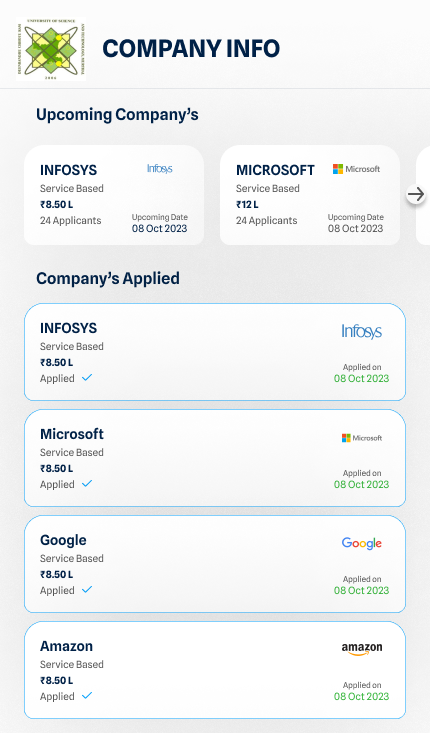 UNIVERSITY OF SCIENCE
COMPANY INFO
1984
Upcoming Company's
INFOSYS
Infosys
Service Based
₹8.50 L
24 Applicants
Upcoming Date
08 Oct 2023
MICROSOFT
Microsoft
Service Based
₹12 L
24 Applicants
Upcoming Date
08 Oct 2023
Company's Applied
INFOSYS
Infosys
Service Based
₹8.50 L
Applied
Applied on
08 Oct 2023
Microsoft
Microsoft
Service Based
₹8.50 L
Applied
Applied on
08 Oct 2023
Google
Google
Service Based
₹8.50 L
Applied
Applied on
08 Oct 2023
Amazon
amazon
Service Based
₹8.50 L
Applied
Applied on
08 Oct 2023